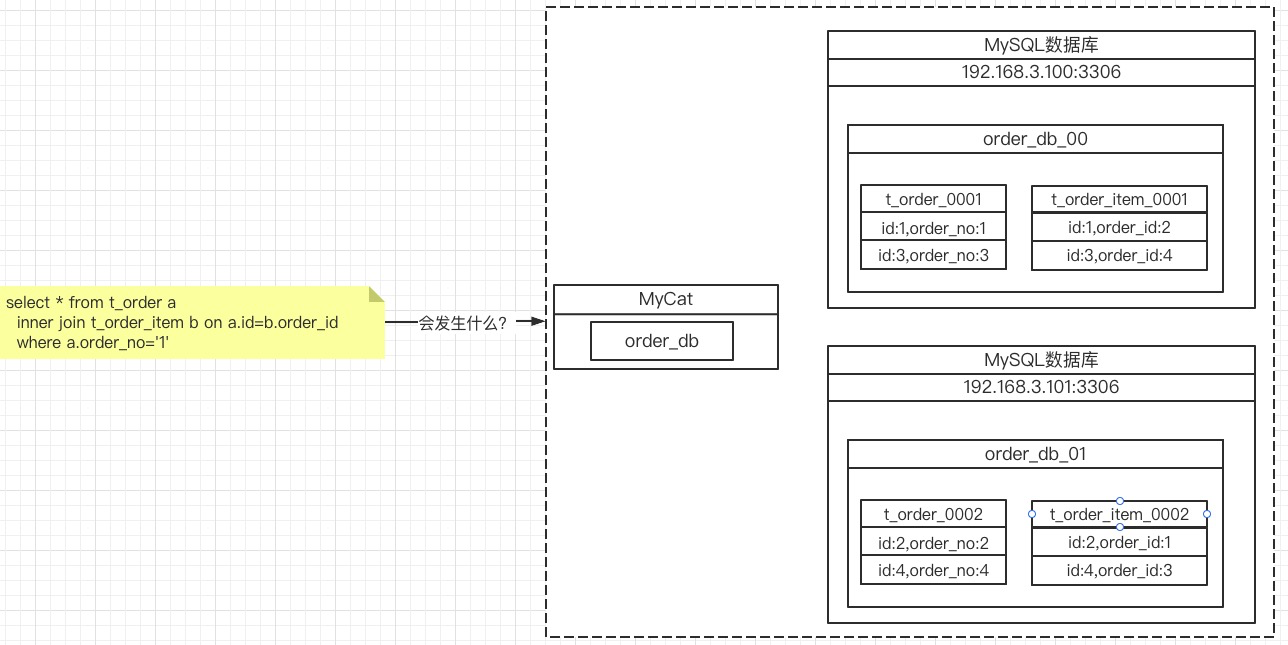 select * from t_order a
inner join t_order_item b on a.id=b.order_id
where a.order_no='1'
会发生什么?
MyCat
order_db
MySQL数据库
192.168.3.100:3306
order_db_00
t_order_0001
id:1,order_no:1
id:3,order_no:3
t_order_item_0001
id:1,order_id:2
id:3,order_id:4
MySQL数据库
192.168.3.101:3306
order_db_01
t_order_0002
id:2,order_no:2
id:4,order_no:4
t_order_item_0002
id:2,order_id:1
id:4,order_id:3